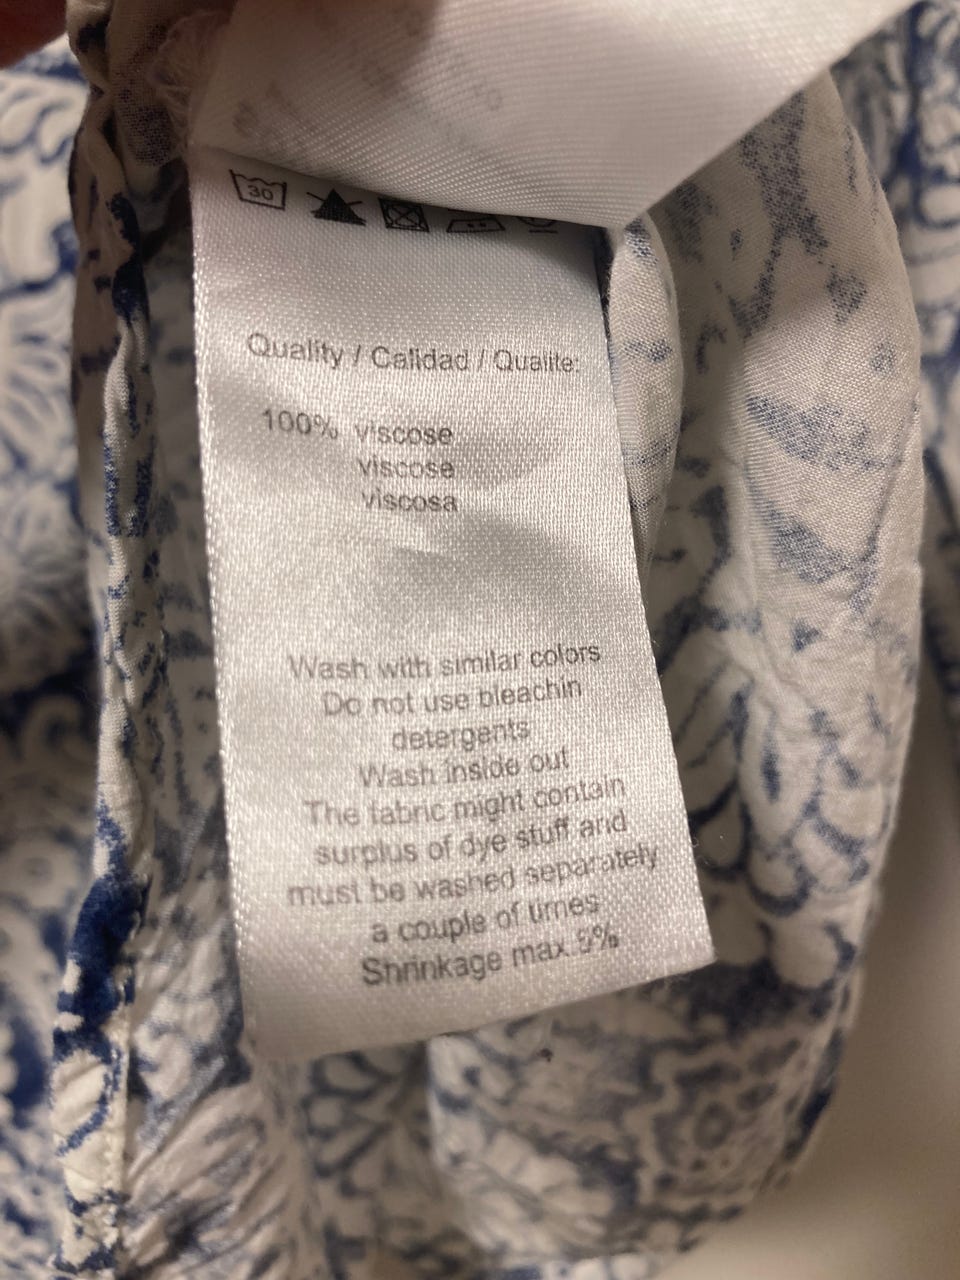 30
Quality / Calidad / Qualite:
100% viscose
viscose
viscosa
Wash with similar colors
Do not use bleachin
detergents
Wash inside out
The fabric might contain
surplus of dye stuff and
must be washed separately
a couple of times
Shrinkage max.5%